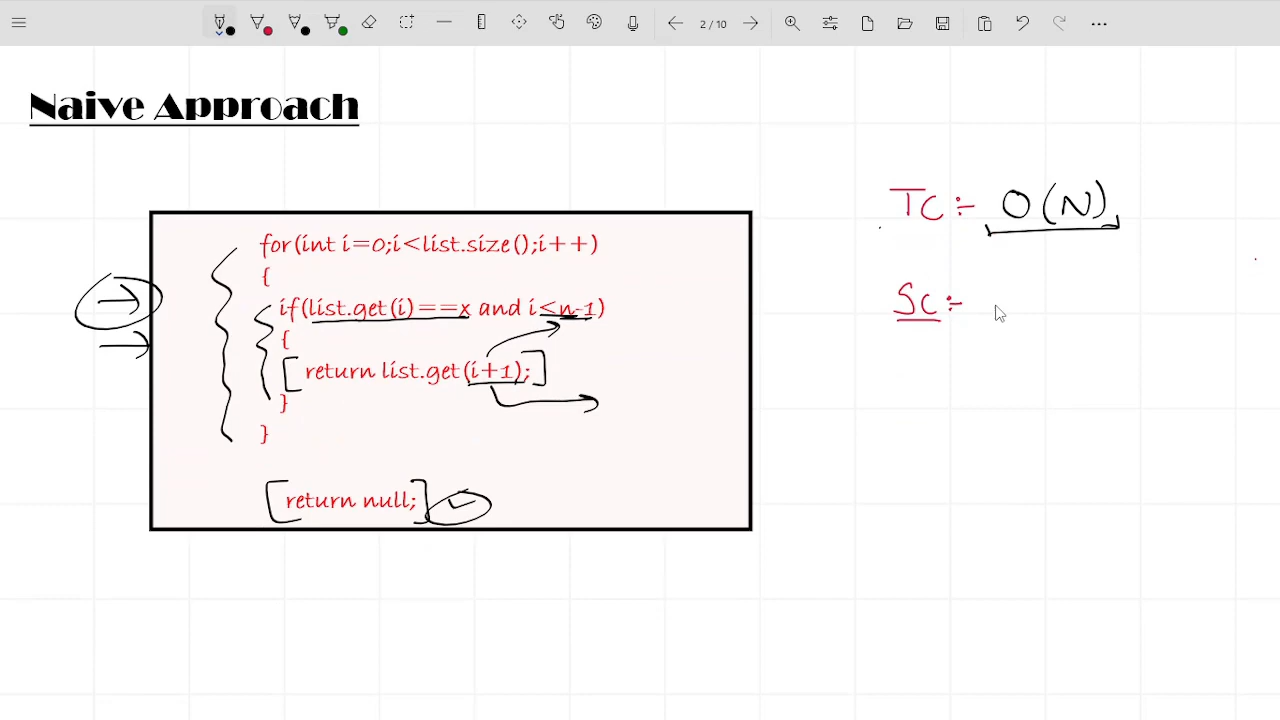 2 / 10
Naive Approach
for(int i=0;i<list.size();i++)
{
if(list.get(i)==x and i<n-1)
{
return list.get(i+1);
}
}
return null;
TC:- O(N)
SC:-